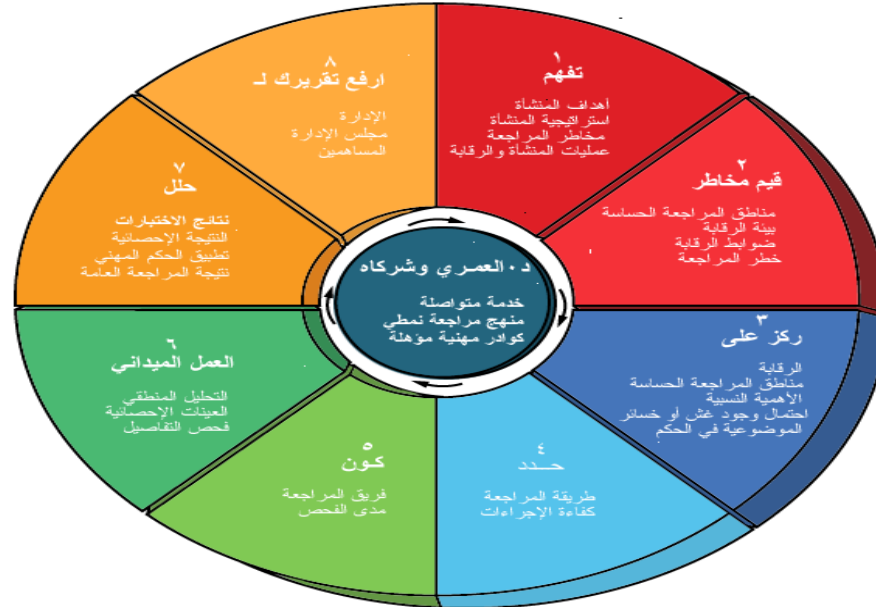 ١
تفهم
أهداف المنشأة
استراتيجية المنشأة
مخاطر المراجعة
عمليات المنشأة والرقابة
٢
قيم مخاطر
مناطق المراجعة الحساسة
بيئة الرقابة
ضوابط الرقابة
خطر المراجعة
٣
ركز على
الرقابة
مناطق المراجعة الحساسة
الأهمية النسبية
احتمال وجود غش أو خسائر
الموضوعية في الحكم
٤
حـــدد
طريقة المراجعة
كفاءة الإجراءات
٥
كـون
فريق المراجعة
مدى الفحص
٦
العمل الميداني
التحليل المنطقي
العينات الإحصائية
فحص التفاصيل
٧
حلل
نتائج الاختبارات
النتيجة الإحصائية
تطبيق الحكم المهني
نتيجة المراجعة العامة
٨
ارفع تقريرك لـ
الإدارة
مجلس الإدارة
المساهمين
د٠العمـري وشركاه
خدمة متواصلة
منهج مراجعة نمطي
كوادر مهنية مؤهلة